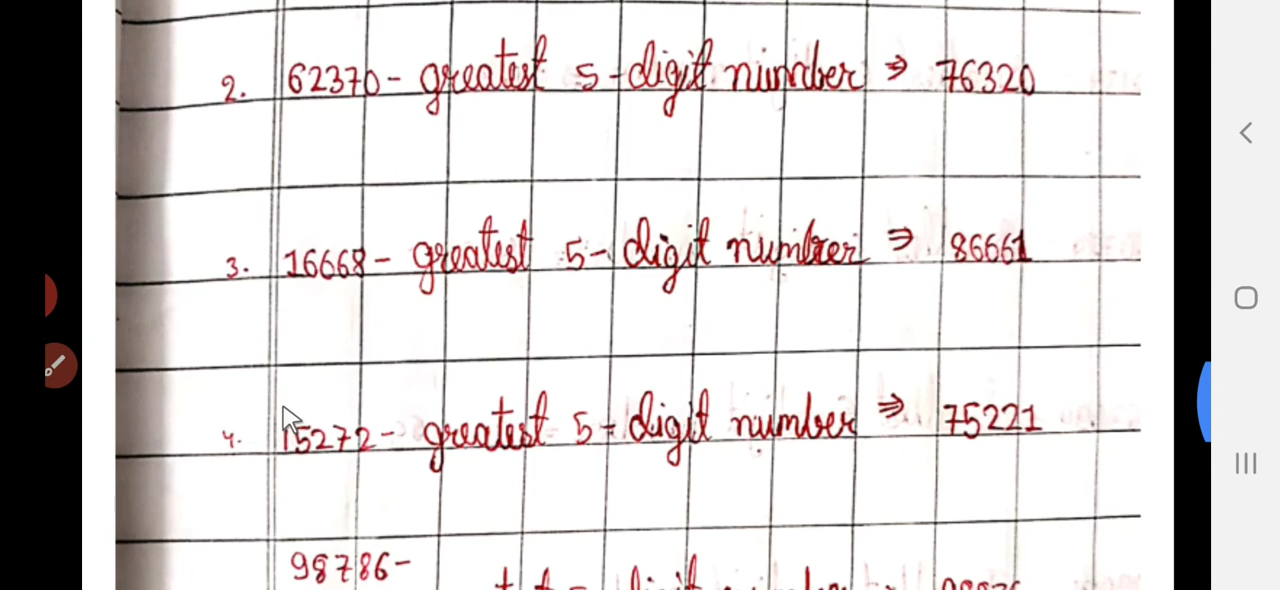 2. 62370- greatest 5-digit number ⇒ 76320
3. 16668- greatest 5-digit number ⇒ 86661
4. 15272- greatest 5-digit number ⇒ 75221
98786-